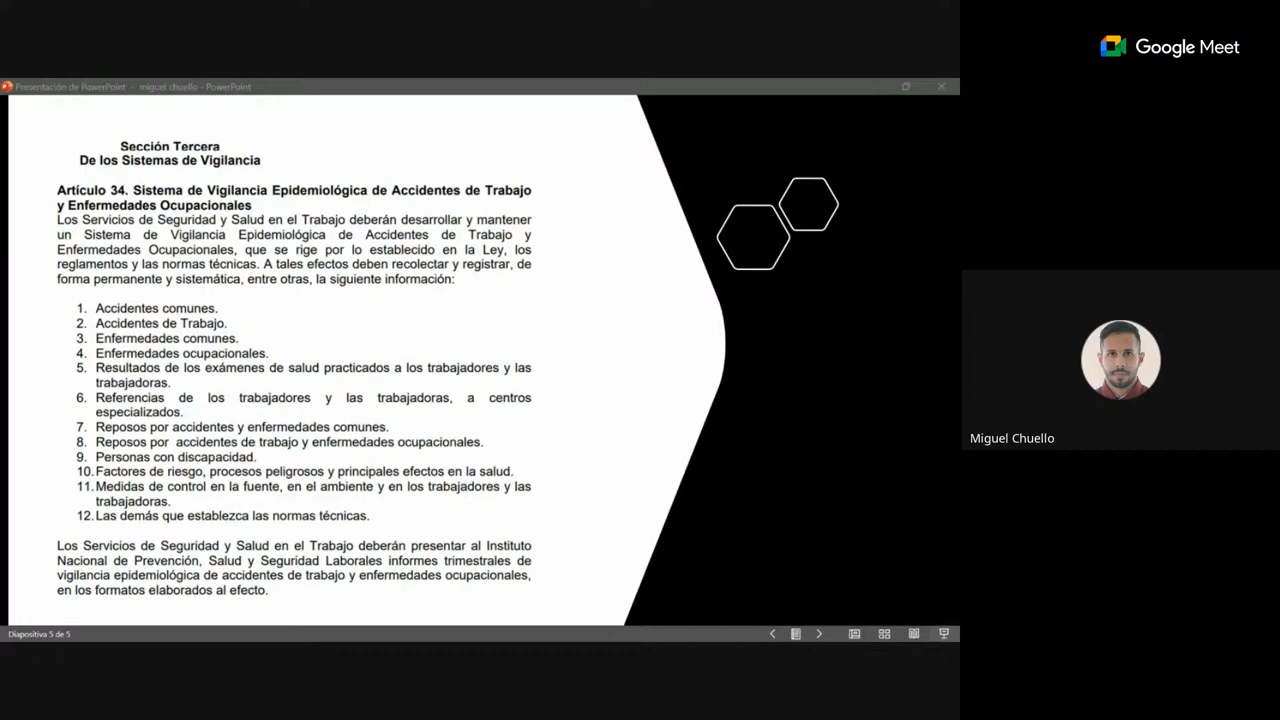 Google Meet
Presentación de PowerPoint - miguel chuello - PowerPoint
Sección Tercera
De los Sistemas de Vigilancia
Artículo 34. Sistema de Vigilancia Epidemiológica de Accidentes de Trabajo
y Enfermedades Ocupacionales
Los Servicios de Seguridad y Salud en el Trabajo deberán desarrollar y mantener
un Sistema de Vigilancia Epidemiológica de Accidentes de Trabajo y
Enfermedades Ocupacionales, que se rige por lo establecido en la Ley, los
reglamentos y las normas técnicas. A tales efectos deben recolectar y registrar, de
forma permanente y sistemática, entre otras, la siguiente información:
1. Accidentes comunes.
2. Accidentes de Trabajo.
3. Enfermedades comunes.
4. Enfermedades ocupacionales.
5. Resultados de los exámenes de salud practicados a los trabajadores y las
trabajadoras.
6. Referencias de los trabajadores y las trabajadoras, a centros
especializados.
7. Reposos por accidentes y enfermedades comunes.
8. Reposos por accidentes de trabajo y enfermedades ocupacionales.
9. Personas con discapacidad.
10. Factores de riesgo, procesos peligrosos y principales efectos en la salud.
11. Medidas de control en la fuente, en el ambiente y en los trabajadores y las
trabajadoras.
12. Las demás que establezca las normas técnicas.
Los Servicios de Seguridad y Salud en el Trabajo deberán presentar al Instituto
Nacional de Prevención, Salud y Seguridad Laborales informes trimestrales de
vigilancia epidemiológica de accidentes de trabajo y enfermedades ocupacionales,
en los formatos elaborados al efecto.
Miguel Chuello
Diapositiva 5 de 5